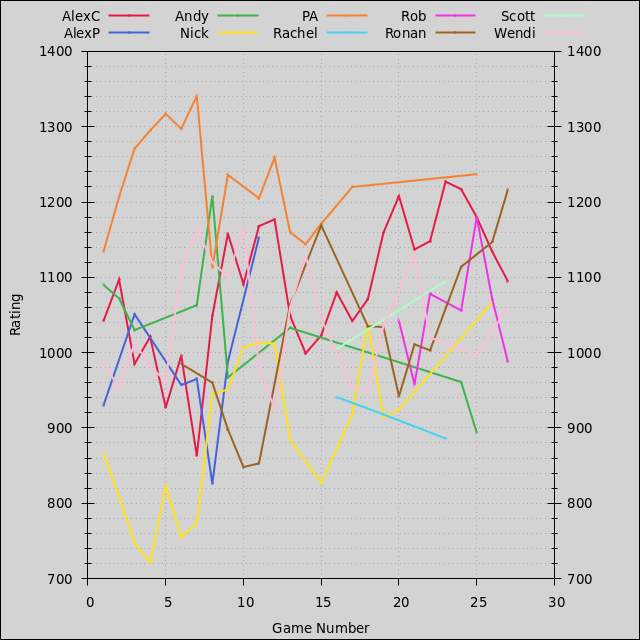 AlexC Andy PA Rob Scott
AlexP Nick Rachel Ronan Wendi
1400 1400
1300 1300
1200 1200
1100 1100
Rating
1000 1000
900 900
800 800
700 700
0 5 10 15 20 25 30
Game Number